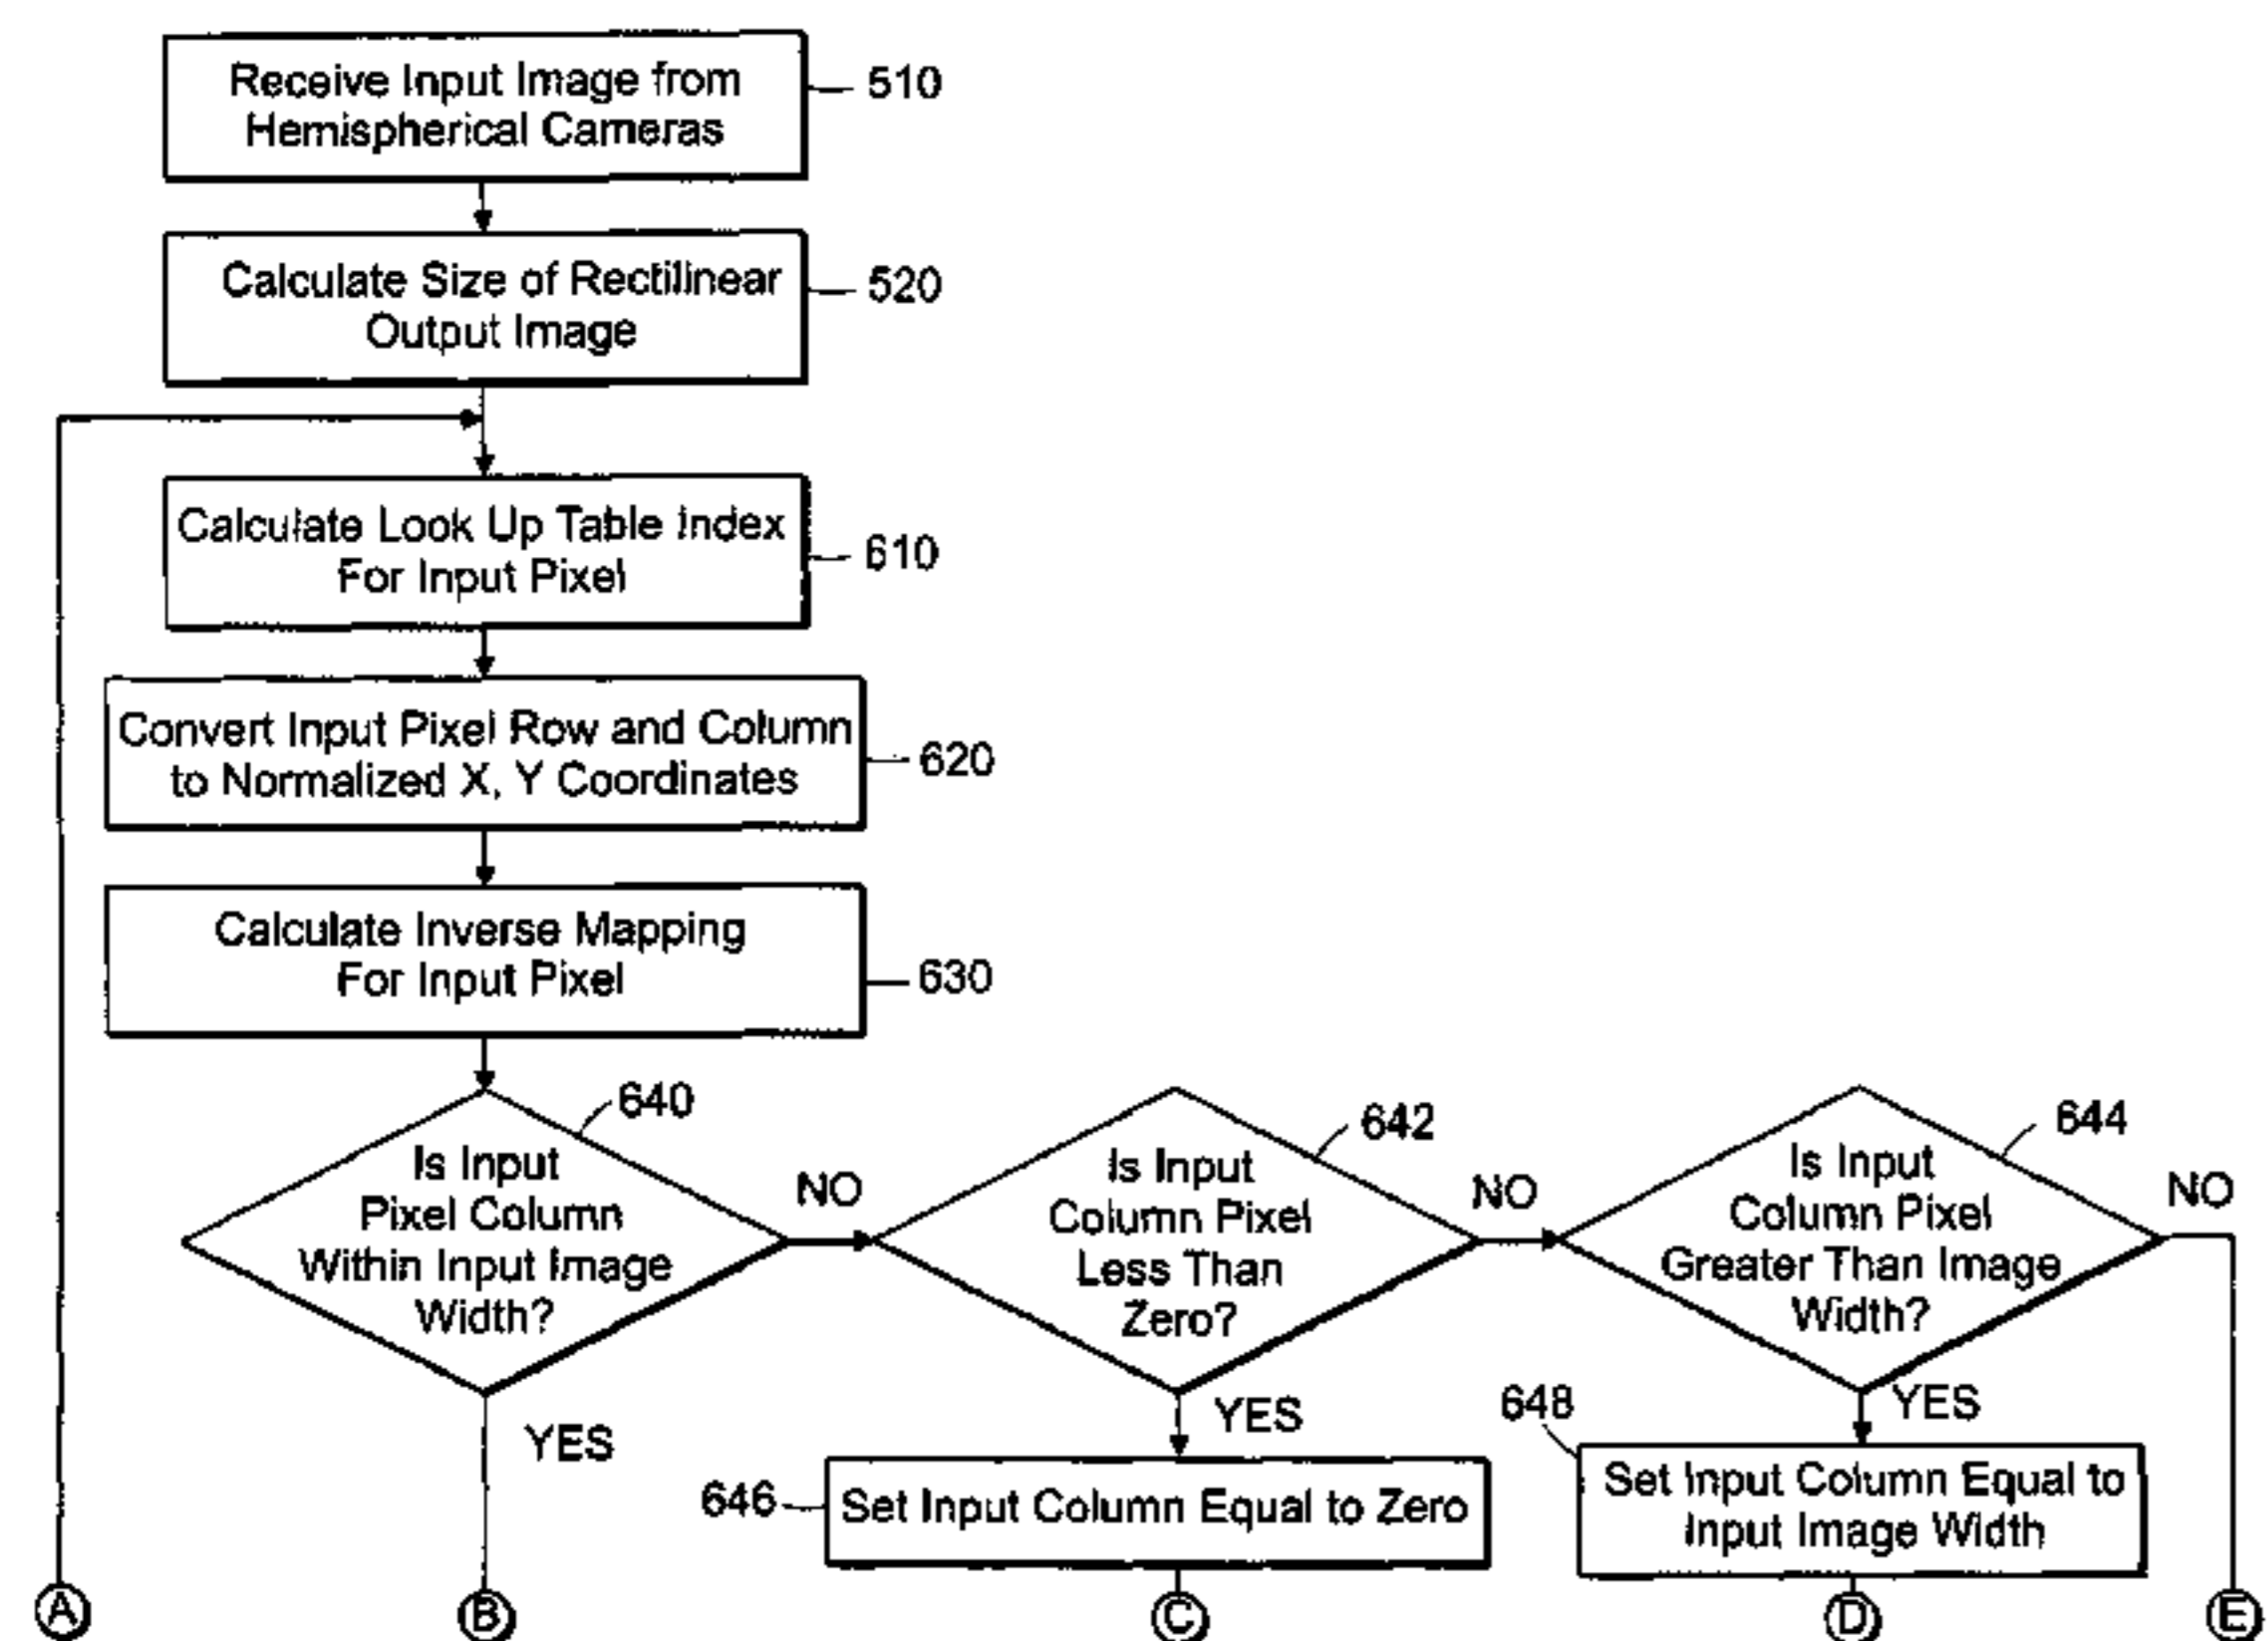 Receive Input Image from
Hemispherical Cameras
510
Calculate Size of Rectilinear
Output Image
520
Calculate Look Up Table Index
For Input Pixel
610
Convert Input Pixel Row and Column
to Normalized X, Y Coordinates
620
Calculate Inverse Mapping
For Input Pixel
630
640
Is Input
Pixel Column
Within Input Image
Width?
NO
YES
642
Is Input
Column Pixel
Less Than
Zero?
NO
YES
644
Is Input
Column Pixel
Greater Than Image
Width?
NO
YES
646
Set Input Column Equal to Zero
648
Set Input Column Equal to
Input Image Width
A
B
C
D
E